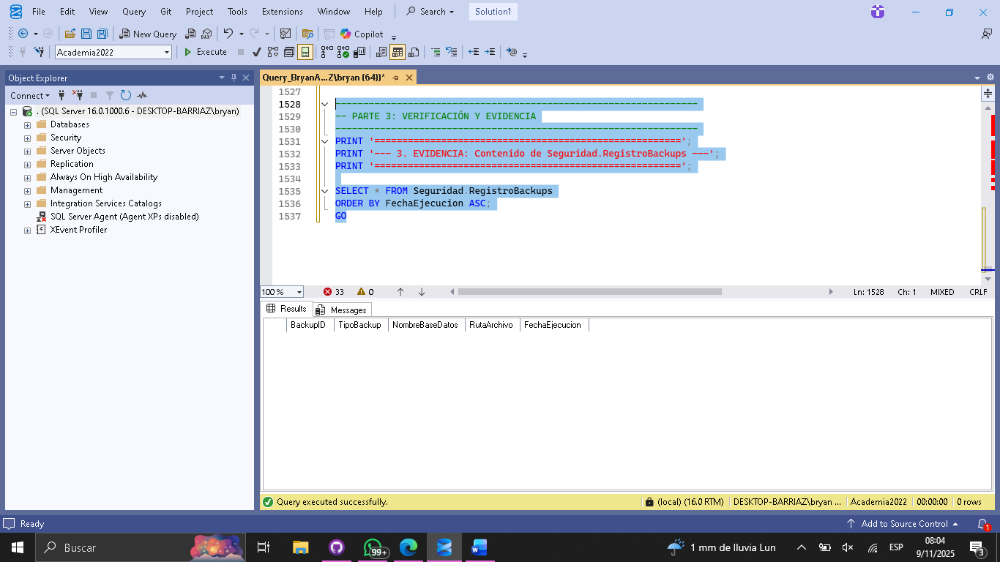 File Edit View Query Git Project Tools Extensions Window Help Search Solution1
New Query Copilot
Academia2022 Execute
Object Explorer
Connect
. (SQL Server 16.0.1000.6 - DESKTOP-BARRIAZ\bryan)
Databases
Security
Server Objects
Replication
Always On High Availability
Management
Integration Services Catalogs
SQL Server Agent (Agent XPs disabled)
XEvent Profiler
Query_BryanA...Z\bryan (64))*
1527
1528 ------------------------------------------------------------------
1529 -- PARTE 3: VERIFICACIÓN Y EVIDENCIA
1530 ------------------------------------------------------------------
1531 PRINT '=======================================================';
1532 PRINT '--- 3. EVIDENCIA: Contenido de Seguridad.RegistroBackups ---';
1533 PRINT '=======================================================';
1534
1535 SELECT * FROM Seguridad.RegistroBackups
1536 ORDER BY FechaEjecucion ASC;
1537 GO
100 % 33 0 Ln: 1528 Ch: 1 MIXED CRLF
Results Messages
BackupID TipoBackup NombreBaseDatos RutaArchivo FechaEjecucion
Query executed successfully. (local) (16.0 RTM) DESKTOP-BARRIAZ\bryan ... Academia2022 00:00:00 0 rows
Ready Add to Source Control 1
Buscar 99+ 1 mm de lluvia Lun ESP 08:04
9/11/2025 3